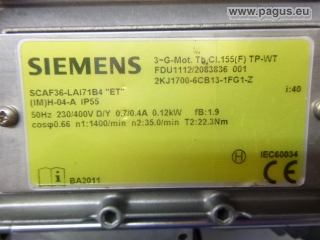 www.pagus.eu
SIEMENS
3~G-Mot. Tb,Cl.155(F) TP-WT
FDU1112/2083836 001
2KJ1700-6CB13-1FG1-Z
SCAF36-LAI71B4 "ET"
i:40
(IM)H-04-A IP55
50Hz 230/400V D/Y 0.7/0.4A 0.12kW fB:1.9
cosφ0.66 n1:1400/min n2:35.0/min T2:22.3Nm
H
IEC60034
i
BA2011